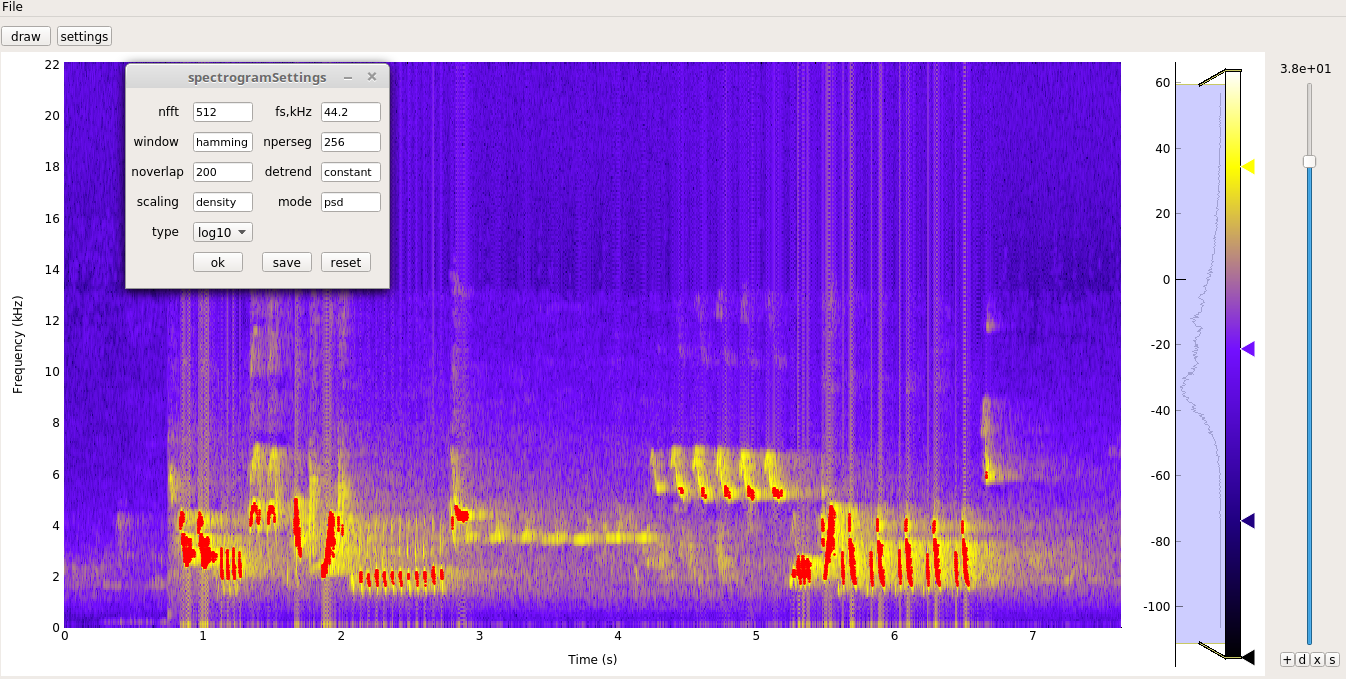 File
draw settings
spectrogramSettings
nfft 512 fs,kHz 44.2
window hamming nperseg 256
noverlap 200 detrend constant
scaling density mode psd
type log10
ok save reset
Frequency (kHz)
22
20
18
16
14
12
10
8
6
4
2
0
0 1 2 3 4 5 6 7
Time (s)
60
40
20
0
-20
-40
-60
-80
-100
3.8e+01
+ d x s